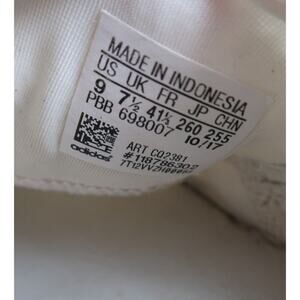 MADE IN INDONESIA
US UK FR JP CHN
9 7½ 41⅓ 260 255
PBB 698007 10/17
ART CQ2381
#118786302
adidas